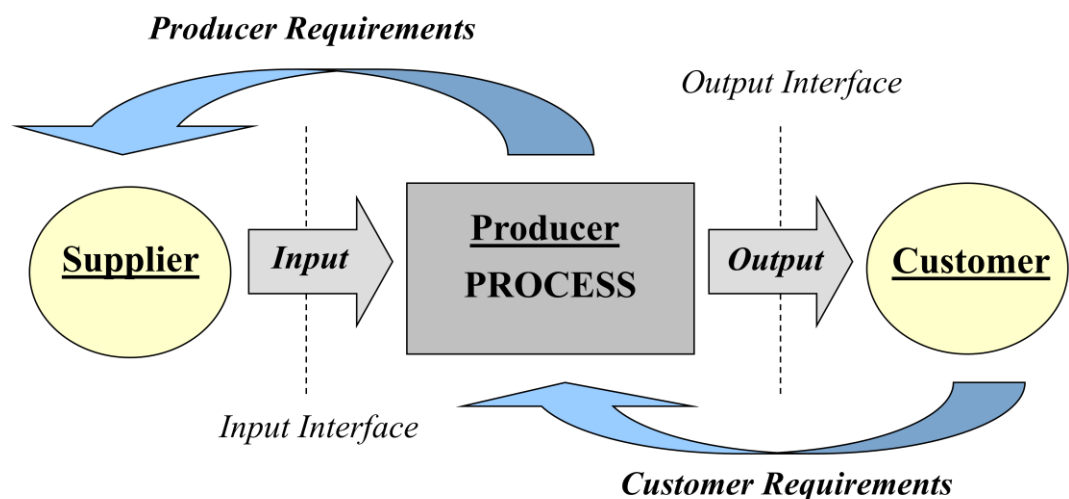 Producer Requirements
Output Interface
Supplier
Input
Producer
PROCESS
Output
Customer
Input Interface
Customer Requirements